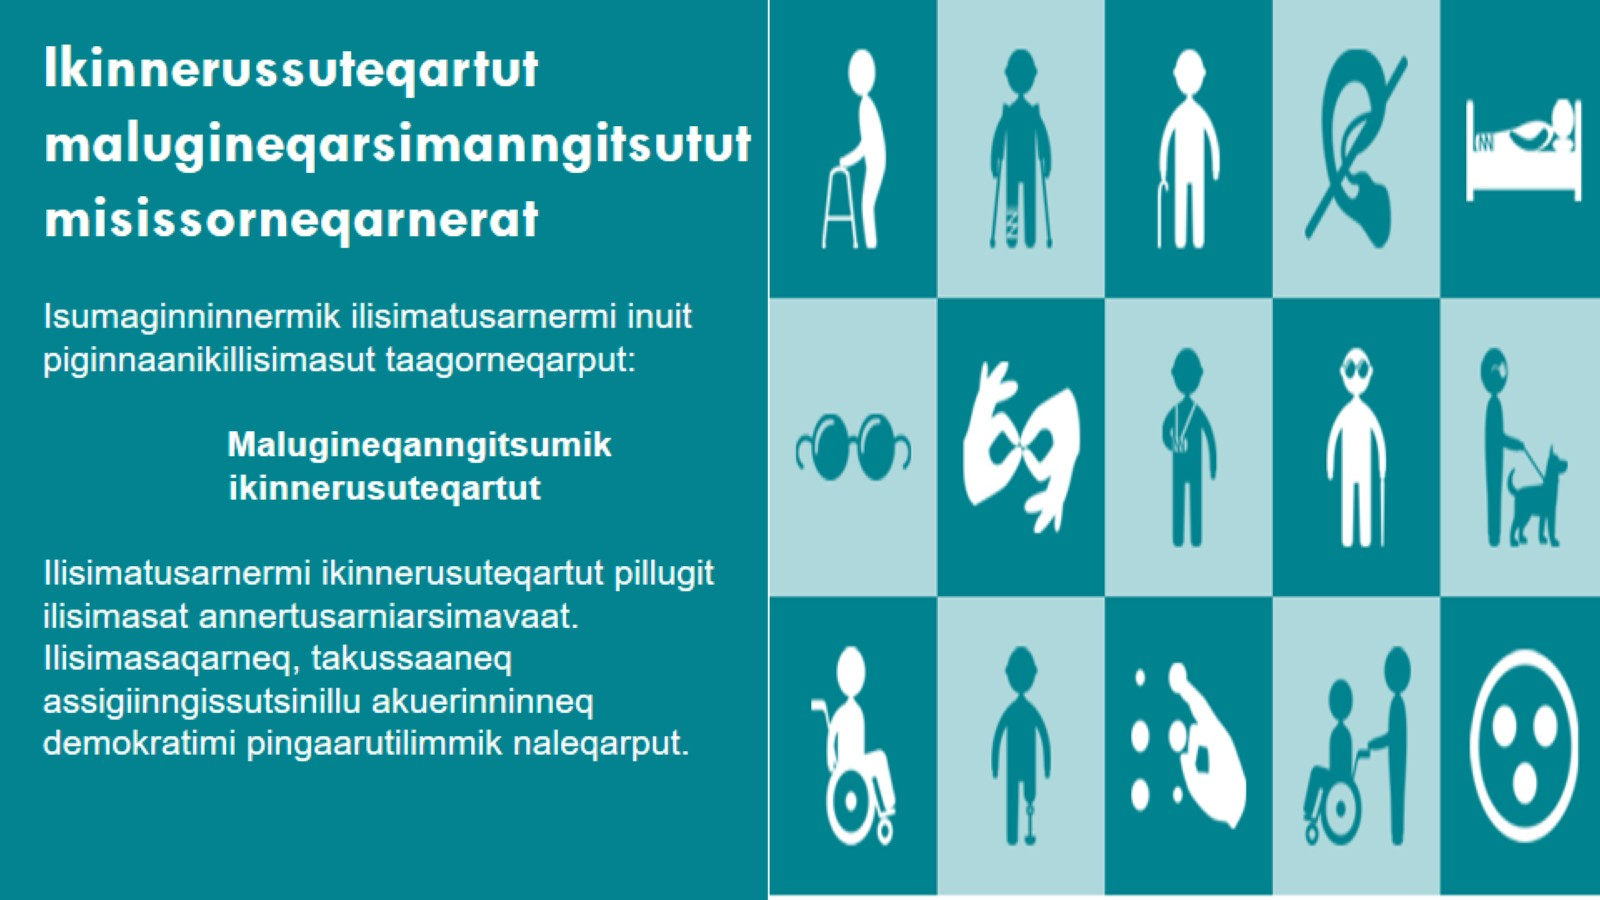 Ikinnerussuteqartut
malugineqarsimanngitsutut
misissorneqarnerat
Isumaginninnermik ilisimatusarnermi inuit
piginnaanikillisimasut taagorneqarput:
Malugineqanngitsumik
ikinnerusuteqartut
Ilisimatusarnermi ikinnerusuteqartut pillugit
ilisimasat annertusarniarsimavaat.
Ilisimasaqarneq, takussaaneq
assigiinngissutsinillu akuerinninneq
demokratimi pingaarutilimmik naleqarput.